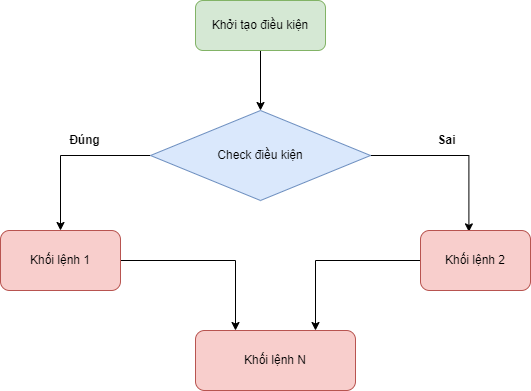 Khởi tạo điều kiện
Đúng
Sai
Check điều kiện
Khối lệnh 1
Khối lệnh 2
Khối lệnh N